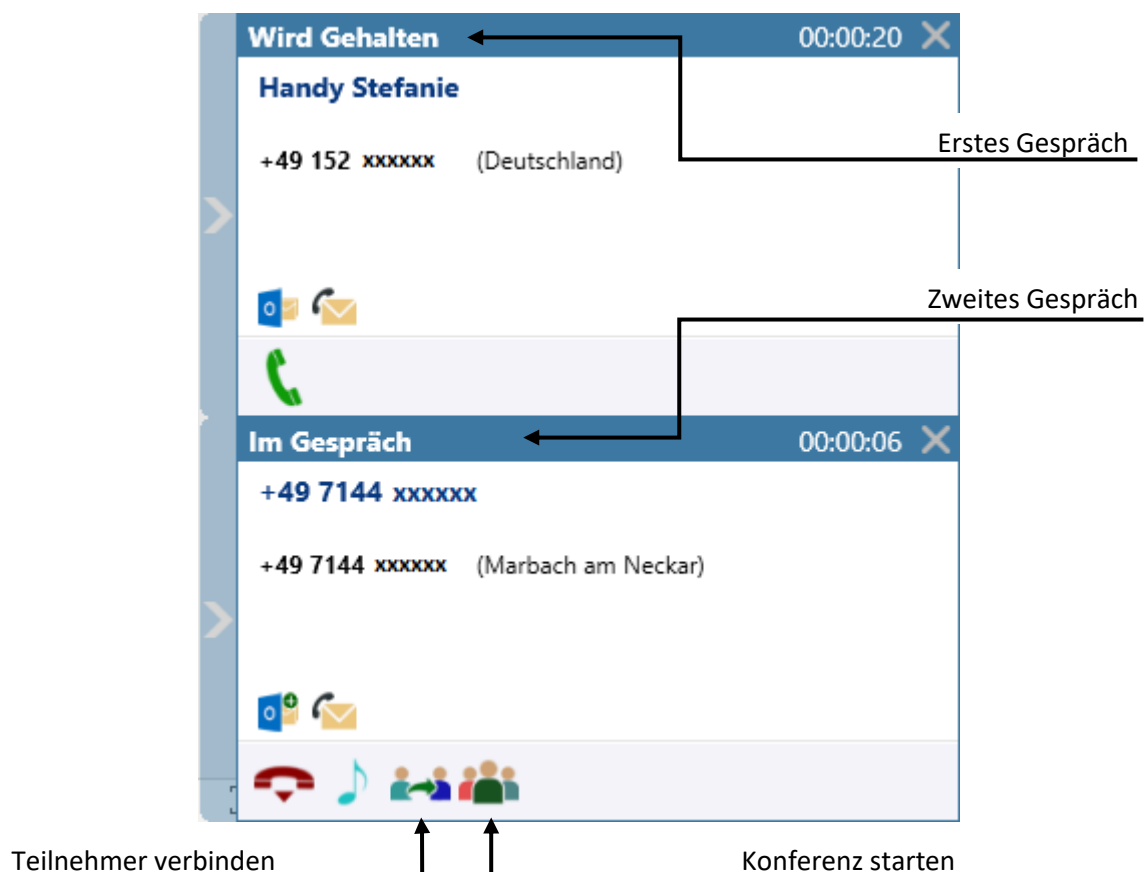 Wird Gehalten 00:00:20
Handy Stefanie
Erstes Gespräch
+49 152 xxxxxx (Deutschland)
Zweites Gespräch
Im Gespräch 00:00:06
+49 7144 xxxxxx
+49 7144 xxxxxx (Marbach am Neckar)
Teilnehmer verbinden Konferenz starten